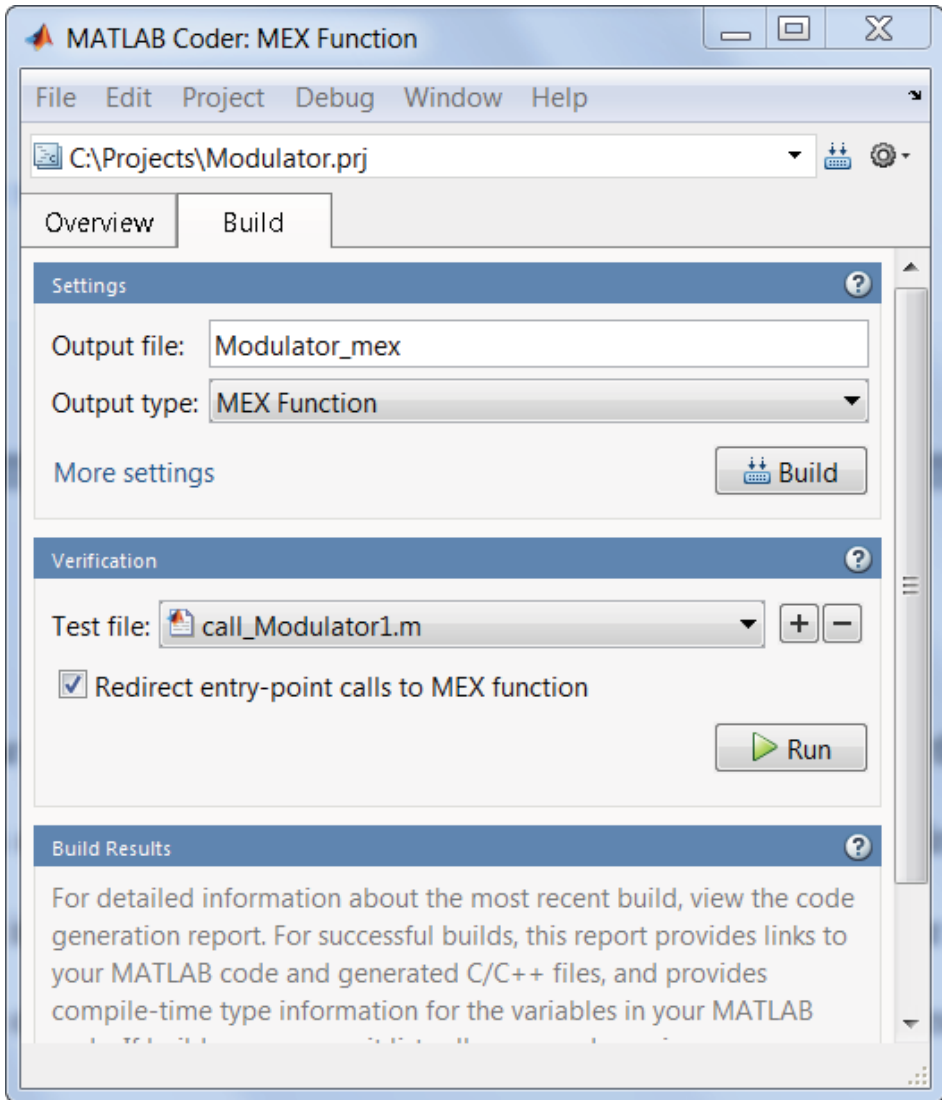 MATLAB Coder: MEX Function
File Edit Project Debug Window Help
C:\Projects\Modulator.prj
Overview Build
Settings
Output file: Modulator_mex
Output type: MEX Function
More settings Build
Verification
Test file: call_Modulator1.m + −
Redirect entry-point calls to MEX function
Run
Build Results
For detailed information about the most recent build, view the code
generation report. For successful builds, this report provides links to
your MATLAB code and generated C/C++ files, and provides
compile-time type information for the variables in your MATLAB